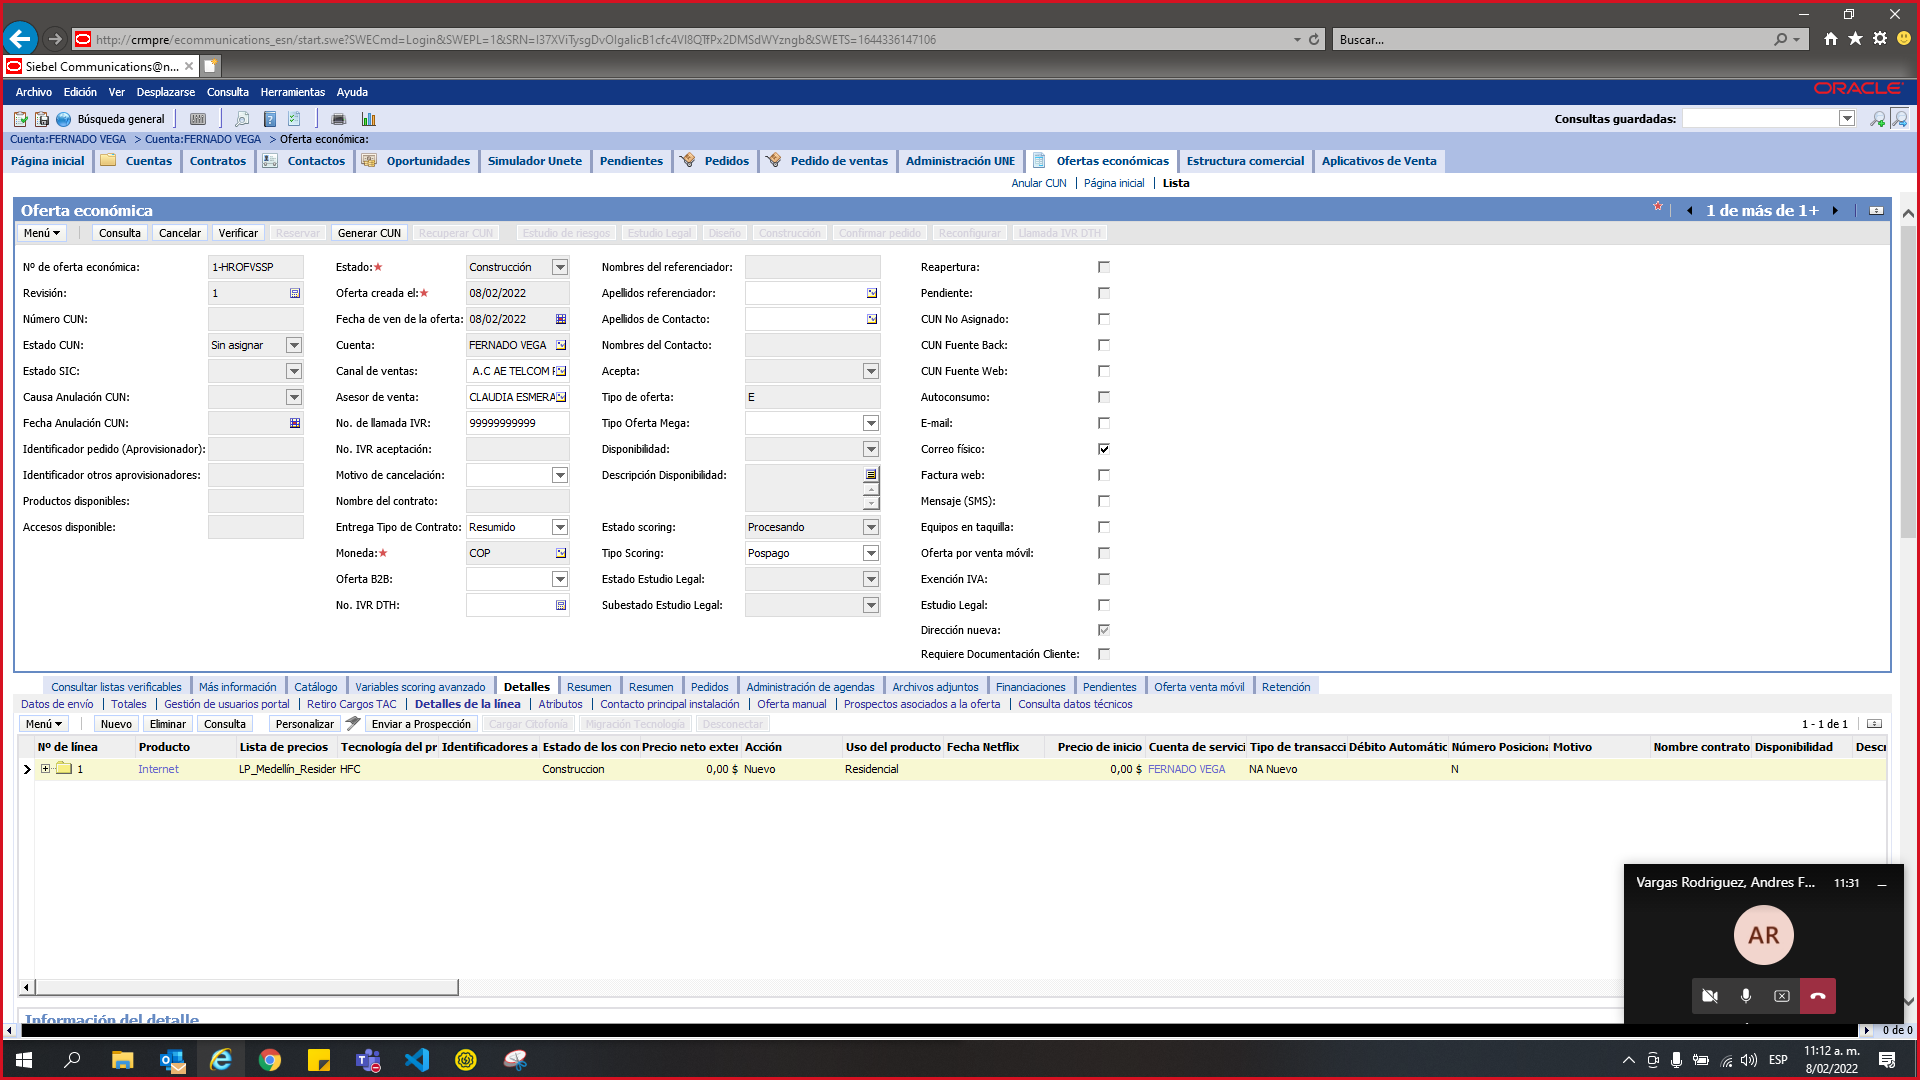 http://crmpre/ecommunications_esn/start.swe?SWECmd=Login&SWEPL=1&SRN=I37XViTysgDvOIgaIicB1cfc4VI8QTfPx2DMSdWYzngb&SWETS=1644336147106
Buscar...
Siebel Communications@n...
Archivo Edición Ver Desplazarse Consulta Herramientas Ayuda
ORACLE
Búsqueda general
Consultas guardadas:
Cuenta:FERNADO VEGA > Cuenta:FERNADO VEGA > Oferta económica:
Página inicial Cuentas Contratos Contactos Oportunidades Simulador Unete Pendientes Pedidos Pedido de ventas Administración UNE Ofertas económicas Estructura comercial Aplicativos de Venta
Anular CUN | Página inicial | Lista
Oferta económica
1 de más de 1+
Menú Consulta Cancelar Verificar Reservar Generar CUN Recuperar CUN Estudio de riesgos Estudio Legal Diseño Construcción Confirmar pedido Reconfigurar Llamada IVR DTH
Nº de oferta económica: 1-HROFVSSP Estado:★ Construcción Nombres del referenciador: Reapertura:
Revisión: 1 Oferta creada el:★ 08/02/2022 Apellidos referenciador: Pendiente:
Número CUN: Fecha de ven de la oferta: 08/02/2022 Apellidos de Contacto: CUN No Asignado:
Estado CUN: Sin asignar Cuenta: FERNADO VEGA Nombres del Contacto: CUN Fuente Back:
Estado SIC: Canal de ventas: A.C AE TELCOM Acepta: CUN Fuente Web:
Causa Anulación CUN: Asesor de venta: CLAUDIA ESMERA Tipo de oferta: E Autoconsumo:
Fecha Anulación CUN: No. de llamada IVR: 99999999999 Tipo Oferta Mega: E-mail:
Identificador pedido (Aprovisionador): No. IVR aceptación: Disponibilidad: Correo físico:
Identificador otros aprovisionadores: Motivo de cancelación: Descripción Disponibilidad: Factura web:
Productos disponibles: Nombre del contrato: Mensaje (SMS):
Accesos disponible: Entrega Tipo de Contrato: Resumido Estado scoring: Procesando Equipos en taquilla:
Moneda:★ COP Tipo Scoring: Pospago Oferta por venta móvil:
Oferta B2B: Estado Estudio Legal: Exención IVA:
No. IVR DTH: Subestado Estudio Legal: Estudio Legal:
Dirección nueva:
Requiere Documentación Cliente:
Consultar listas verificables Más información Catálogo Variables scoring avanzado Detalles Resumen Resumen Pedidos Administración de agendas Archivos adjuntos Financiaciones Pendientes Oferta venta móvil Retención
Datos de envío | Totales | Gestión de usuarios portal | Retiro Cargos TAC | Detalles de la línea | Atributos | Contacto principal instalación | Oferta manual | Prospectos asociados a la oferta | Consulta datos técnicos
Menú Nuevo Eliminar Consulta Personalizar Enviar a Prospección Cargar Citofonía Migración Tecnología Desconectar
1 - 1 de 1
Nº de línea Producto Lista de precios Tecnología del pr Identificadores a Estado de los con Precio neto exter Acción Uso del producto Fecha Netflix Precio de inicio Cuenta de servici Tipo de transacci Débito Automátic Número Posiciona Motivo Nombre contrato Disponibilidad Descri
1 Internet LP_Medellín_Resider HFC Construccion 0,00 $ Nuevo Residencial 0,00 $ FERNADO VEGA NA Nuevo N
Vargas Rodriguez, Andres F... 11:31
AR
Información del detalle
0 de 0
ESP
11:12 a. m.
8/02/2022